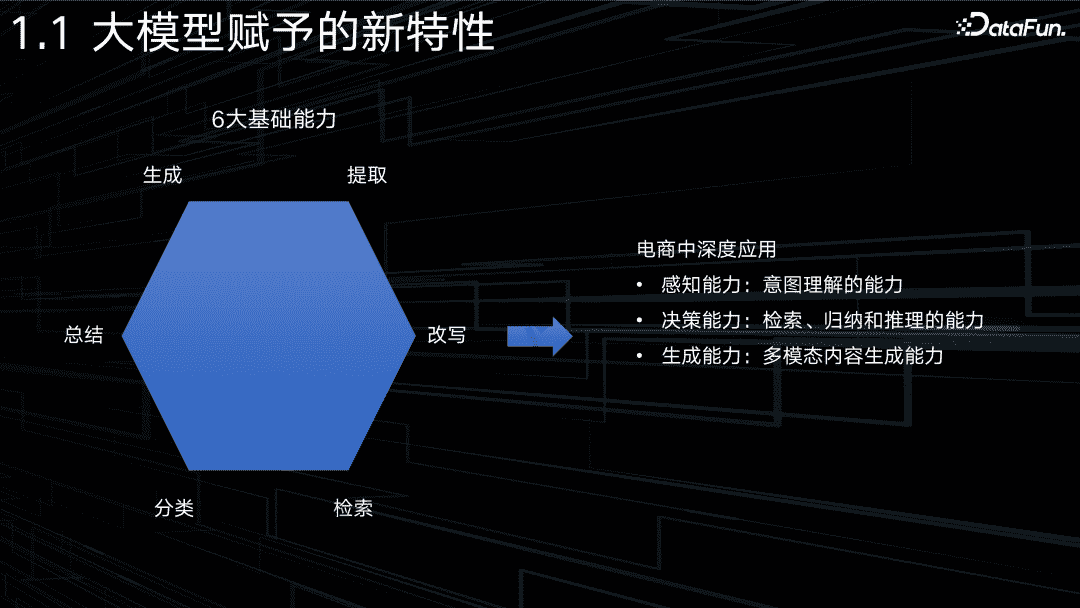 1.1 大模型赋予的新特性
DataFun.
6大基础能力
生成
提取
总结
改写
分类
检索
电商中深度应用
• 感知能力：意图理解的能力
• 决策能力：检索、归纳和推理的能力
• 生成能力：多模态内容生成能力